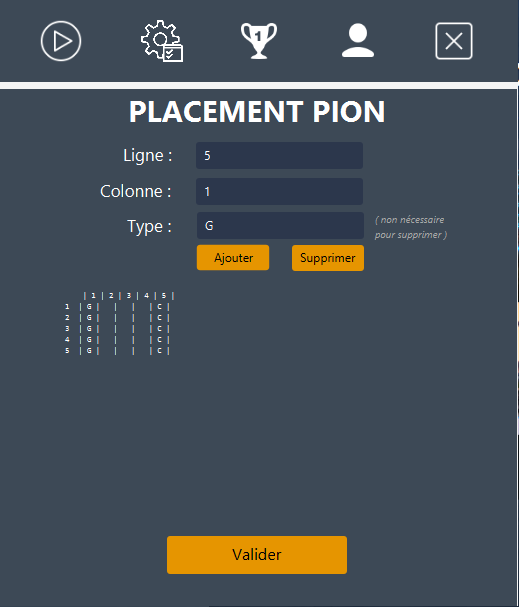 1
PLACEMENT PION
Ligne : 5
Colonne : 1
Type : G
( non nécessaire
pour supprimer )
Ajouter Supprimer
| 1 | 2 | 3 | 4 | 5 |
1 | G | | | | C |
2 | G | | | | C |
3 | G | | | | C |
4 | G | | | | C |
5 | G | | | | C |
Valider